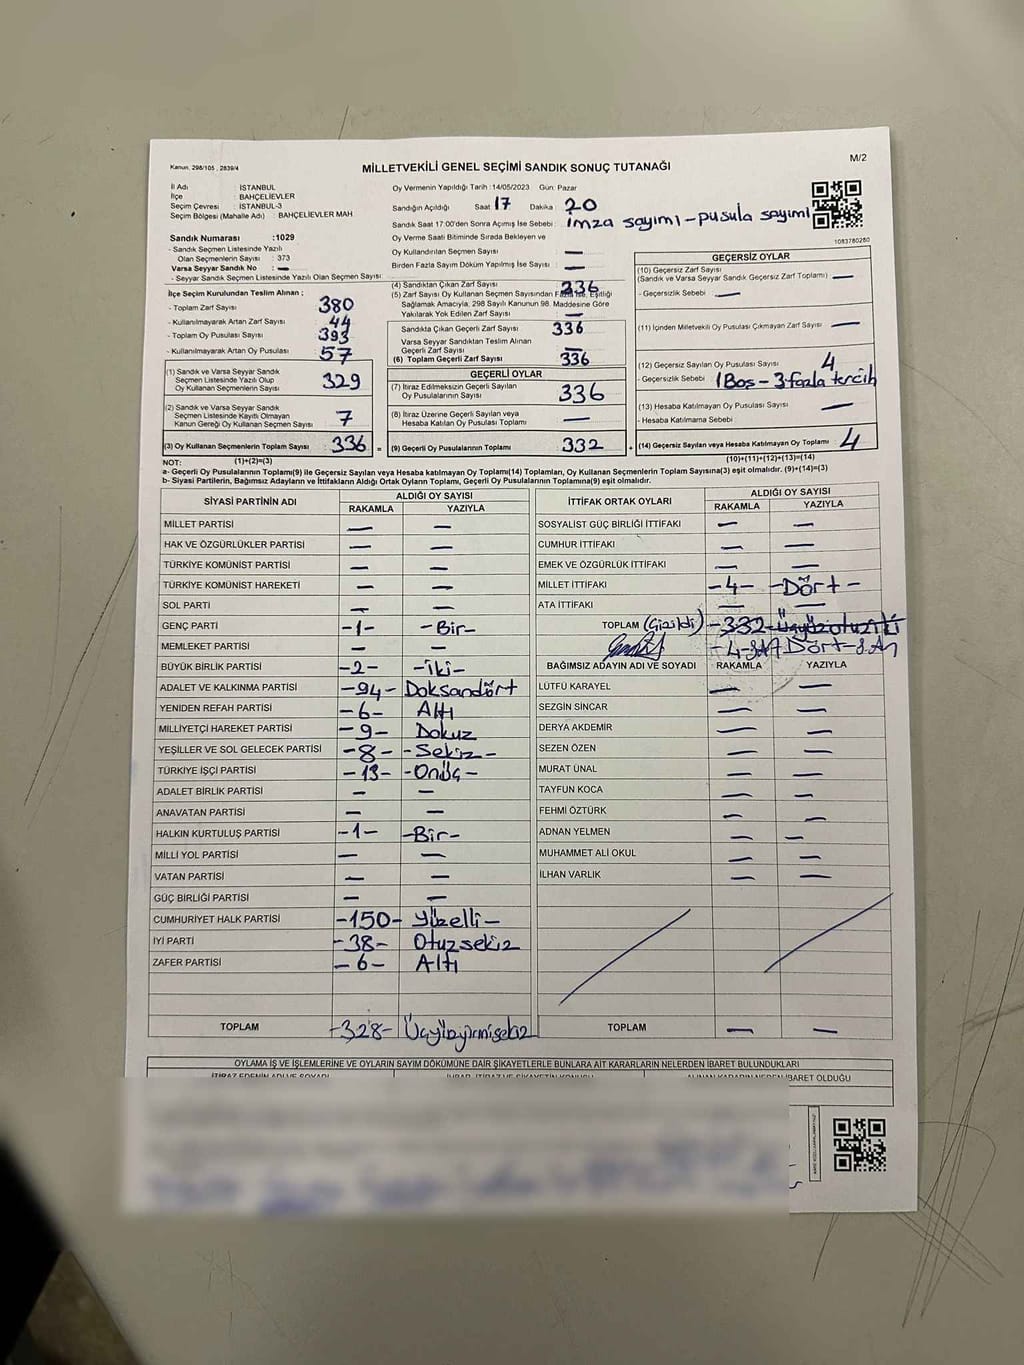 Kanun. 298/105 , 2839/4
MİLLETVEKİLİ GENEL SEÇİMİ SANDIK SONUÇ TUTANAĞI
M/2
İl Adı : İSTANBUL
İlçe : BAHÇELİEVLER
Seçim Çevresi : İSTANBUL-3
Seçim Bölgesi (Mahalle Adı) : BAHÇELİEVLER MAH
Sandık Numarası :1029
- Sandık Seçmen Listesinde Yazılı
Olan Seçmenlerin Sayısı : 373
Varsa Seyyar Sandık No : —
- Seyyar Sandık Seçmen Listesinde Yazılı Olan Seçmen Sayısı:
Oy Vermenin Yapıldığı Tarih :14/05/2023 Gün: Pazar
Sandığın Açıldığı Saat 17 Dakika : 20
Sandık Saat 17:00'den Sonra Açımış İse Sebebi : İmza sayımı-pusula sayımı
Oy Verme Saati Bitiminde Sırada Bekleyen ve
Oy Kullandırılan Seçmen Sayısı : —
Birden Fazla Sayım Döküm Yapılmış İse Sayısı : —
1083780280
İlçe Seçim Kurulundan Teslim Alınan ;
- Toplam Zarf Sayısı : 380
- Kullanılmayarak Artan Zarf Sayısı : 44
- Toplam Oy Pusulası Sayısı : 393
- Kullanılmayarak Artan Oy Pusulası : 57
(1) Sandık ve Varsa Seyyar Sandık
Seçmen Listesinde Yazılı Olup
Oy Kullanan Seçmenlerin Sayısı : 329
(2) Sandık ve Varsa Seyyar Sandık
Seçmen Listesinde Kayıtlı Olmayan
Kanun Gereği Oy Kullanan Seçmen Sayısı : 7
(3) Oy Kullanan Seçmenlerin Toplam Sayısı : 336 =
(1)+(2)=(3)
(4) Sandıktan Çıkan Zarf Sayısı : 336
(5) Zarf Sayısı Oy Kullanan Seçmen Sayısından Fazla ise, Eşitliği
Sağlamak Amacıyla, 298 Sayılı Kanunun 98. Maddesine Göre
Yakılarak Yok Edilen Zarf Sayısı : —
Sandıkta Çıkan Geçerli Zarf Sayısı : 336
Varsa Seyyar Sandıktan Teslim Alınan
Geçerli Zarf Sayısı : —
(6) Toplam Geçerli Zarf Sayısı : 336
GEÇERLİ OYLAR
(7) İtiraz Edilmeksizin Geçerli Sayılan
Oy Pusulalarının Sayısı : 336
(8) İtiraz Üzerine Geçerli Sayılan veya
Hesaba Katılan Oy Pusulası Toplamı : —
(9) Geçerli Oy Pusulalarının Toplamı : 332 +
GEÇERSİZ OYLAR
(10) Geçersiz Zarf Sayısı :
(Sandık ve Varsa Seyyar Sandık Geçersiz Zarf Toplamı) —
- Geçersizlik Sebebi : —
(11) İçinden Milletvekili Oy Pusulası Çıkmayan Zarf Sayısı : —
(12) Geçersiz Sayılan Oy Pusulası Sayısı : 4
- Geçersizlik Sebebi : 1Boş - 3 fazla tercih
(13) Hesaba Katılmayan Oy Pusulası Sayısı : —
- Hesaba Katılmama Sebebi :
(14) Geçersiz Sayılan veya Hesaba Katılmayan Oy Toplamı : 4
(10)+(11)+(12)+(13)=(14)
NOT:
a- Geçerli Oy Pusulalarının Toplamı(9) ile Geçersiz Sayılan veya Hesaba katılmayan Oy Toplamı(14) Toplamları, Oy Kullanan Seçmenlerin Toplam Sayısına(3) eşit olmalıdır. (9)+(14)=(3)
b- Siyasi Partilerin, Bağımsız Adayların ve İttifakların Aldığı Ortak Oyların Toplamı, Geçerli Oy Pusulalarının Toplamına(9) eşit olmalıdır.
SİYASİ PARTİNİN ADI ALDIĞI OY SAYISI
RAKAMLA YAZIYLA
MİLLET PARTİSİ — —
HAK VE ÖZGÜRLÜKLER PARTİSİ — —
TÜRKİYE KOMÜNİST PARTİSİ — —
TÜRKİYE KOMÜNİST HAREKETİ — —
SOL PARTİ — —
GENÇ PARTİ -1- -Bir-
MEMLEKET PARTİSİ — —
BÜYÜK BİRLİK PARTİSİ -2- -iki-
ADALET VE KALKINMA PARTİSİ -94- Doksandört
YENİDEN REFAH PARTİSİ -6- Altı
MİLLİYETÇİ HAREKET PARTİSİ -9- Dokuz
YEŞİLLER VE SOL GELECEK PARTİSİ -8- -Sekiz-
TÜRKİYE İŞÇİ PARTİSİ -13- -Onüç-
ADALET BİRLİK PARTİSİ — —
ANAVATAN PARTİSİ — —
HALKIN KURTULUŞ PARTİSİ -1- -Bir-
MİLLİ YOL PARTİSİ — —
VATAN PARTİSİ — —
GÜÇ BİRLİĞİ PARTİSİ — —
CUMHURİYET HALK PARTİSİ -150- Yüzelli-
İYİ PARTİ -38- Otuzsekiz
ZAFER PARTİSİ -6- Altı
TOPLAM -328- Üçyüzyirmisekiz
İTTİFAK ORTAK OYLARI ALDIĞI OY SAYISI
RAKAMLA YAZIYLA
SOSYALİST GÜÇ BİRLİĞİ İTTİFAKI — —
CUMHUR İTTİFAKI — —
EMEK VE ÖZGÜRLÜK İTTİFAKI — —
MİLLET İTTİFAKI -4- -Dört-
ATA İTTİFAKI — —
TOPLAM (Çizildi) -332- Üçyüzotuziki
-4- Dört-
BAĞIMSIZ ADAYIN ADI VE SOYADI RAKAMLA YAZIYLA
LÜTFÜ KARAYEL — —
SEZGİN SİNCAR — —
DERYA AKDEMİR — —
SEZEN ÖZEN — —
MURAT ÜNAL — —
TAYFUN KOCA — —
FEHMİ ÖZTÜRK — —
ADNAN YELMEN — —
MUHAMMET ALİ OKUL — —
İLHAN VARLIK — —
TOPLAM — —
OYLAMA İŞ VE İŞLEMLERİNE VE OYLARIN SAYIM DÖKÜMÜNE DAİR ŞİKAYETLERLE BUNLARA AİT KARARLARIN NELERDEN İBARET BULUNDUKLARI